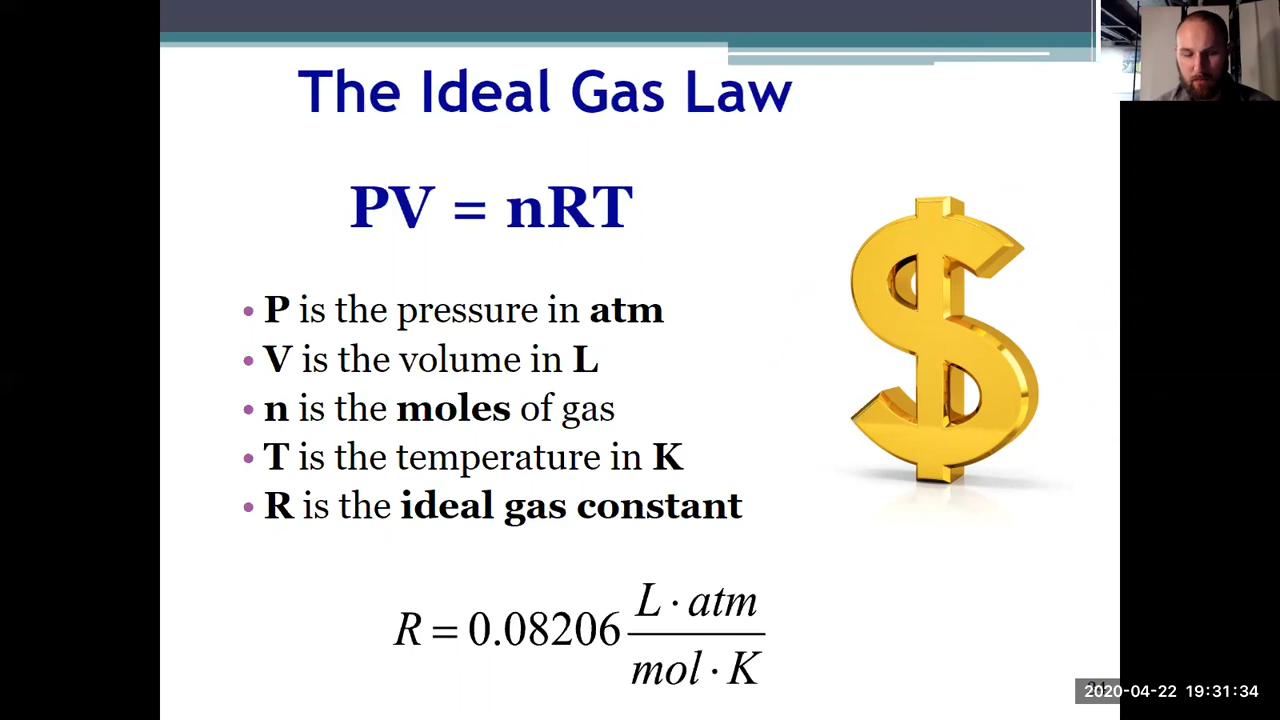 The Ideal Gas Law
PV = nRT
• P is the pressure in atm
• V is the volume in L
• n is the moles of gas
• T is the temperature in K
• R is the ideal gas constant
R = 0.08206 L · atm / mol · K
2020-04-22 19:31:34